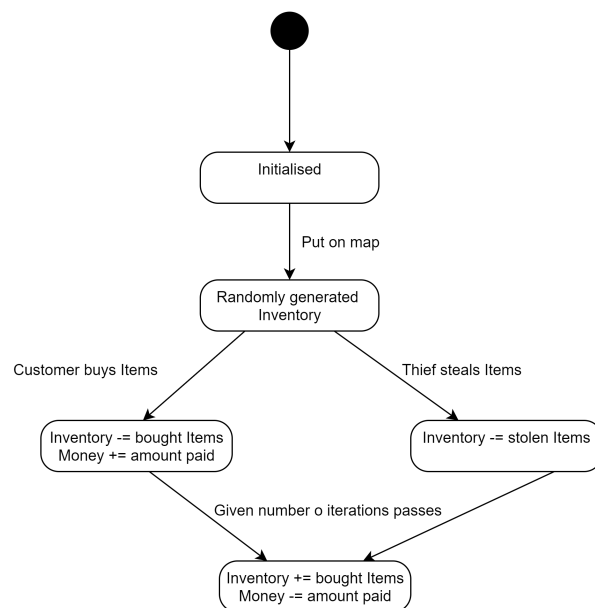 Initialised
Put on map
Randomly generated
Inventory
Customer buys Items
Thief steals Items
Inventory -= bought Items
Money += amount paid
Inventory -= stolen Items
Given number o iterations passes
Inventory += bought Items
Money -= amount paid